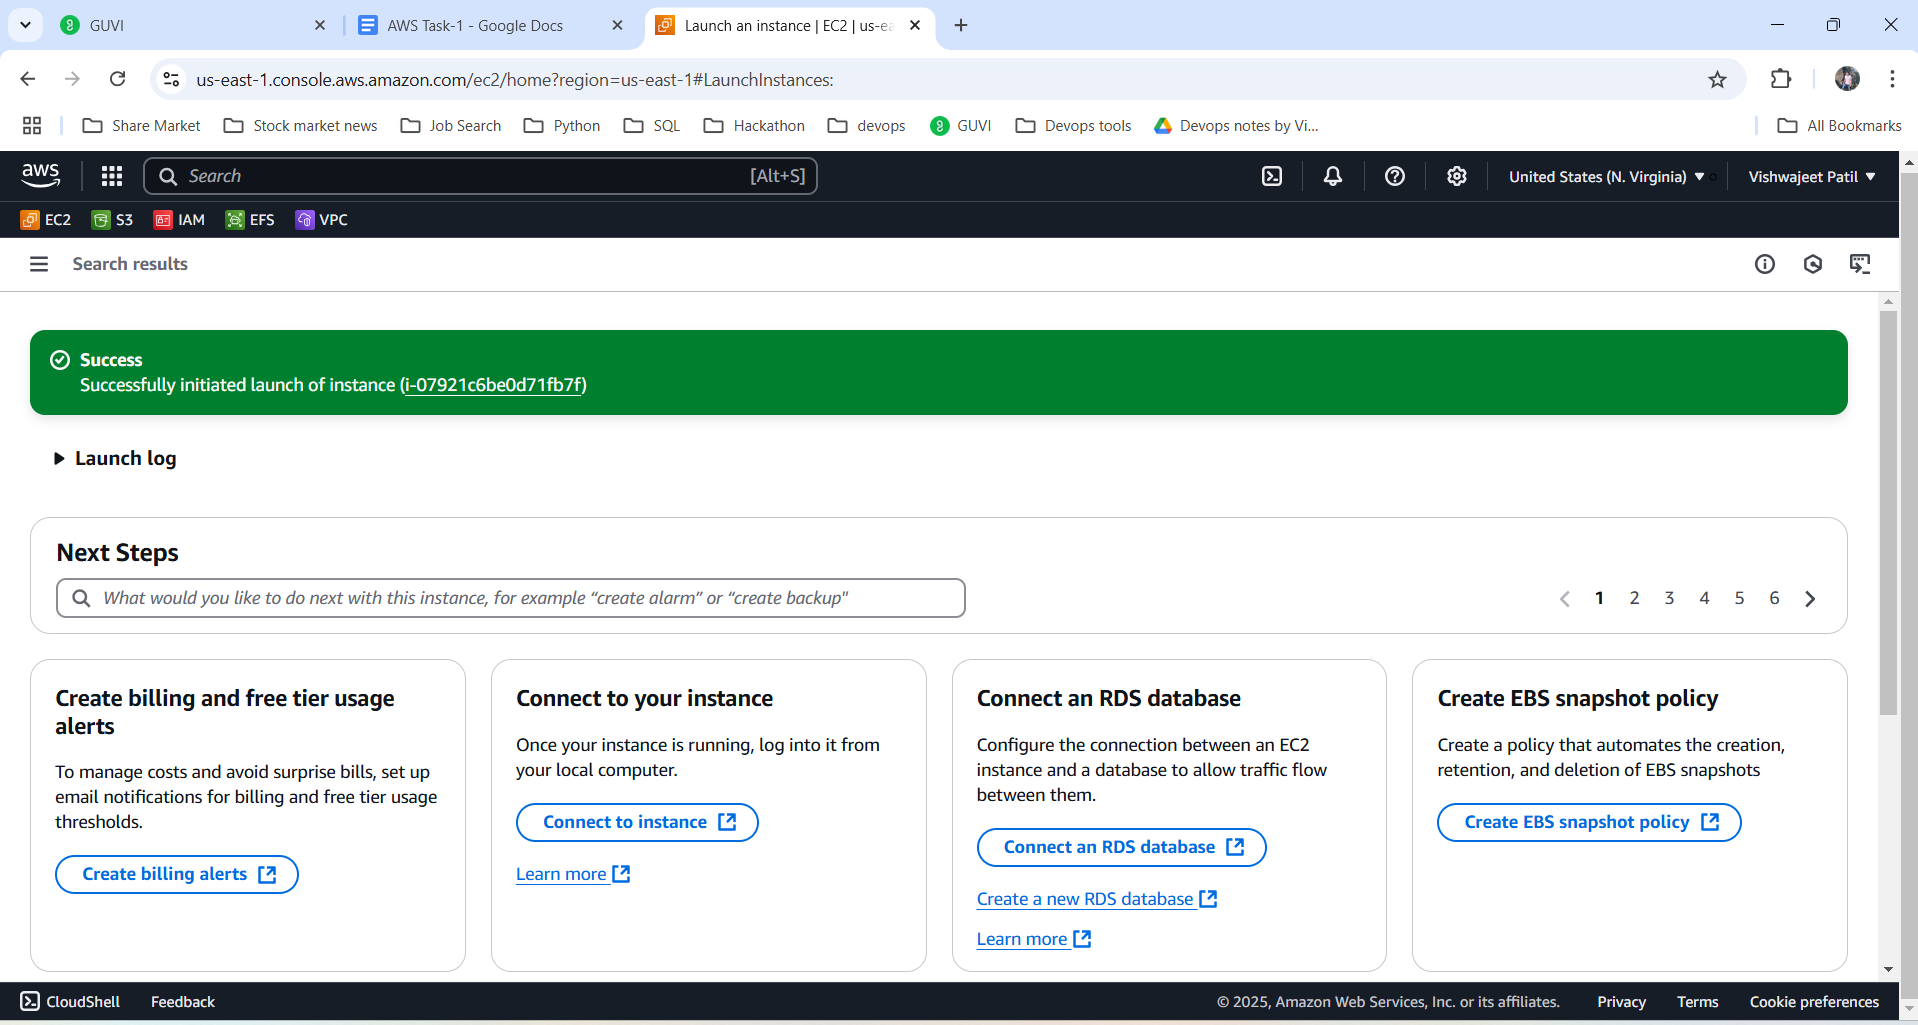 GUVI
AWS Task-1 - Google Docs
Launch an instance | EC2 | us-ea
us-east-1.console.aws.amazon.com/ec2/home?region=us-east-1#LaunchInstances:
Share Market
Stock market news
Job Search
Python
SQL
Hackathon
devops
GUVI
Devops tools
Devops notes by Vi...
All Bookmarks
aws
Search
[Alt+S]
United States (N. Virginia)
Vishwajeet Patil
EC2
S3
IAM
EFS
VPC
Search results
Success
Successfully initiated launch of instance (i-07921c6be0d71fb7f)
Launch log
Next Steps
What would you like to do next with this instance, for example “create alarm” or “create backup"
1 2 3 4 5 6
Create billing and free tier usage
alerts
To manage costs and avoid surprise bills, set up
email notifications for billing and free tier usage
thresholds.
Create billing alerts
Connect to your instance
Once your instance is running, log into it from
your local computer.
Connect to instance
Learn more
Connect an RDS database
Configure the connection between an EC2
instance and a database to allow traffic flow
between them.
Connect an RDS database
Create a new RDS database
Learn more
Create EBS snapshot policy
Create a policy that automates the creation,
retention, and deletion of EBS snapshots
Create EBS snapshot policy
CloudShell
Feedback
© 2025, Amazon Web Services, Inc. or its affiliates.
Privacy
Terms
Cookie preferences